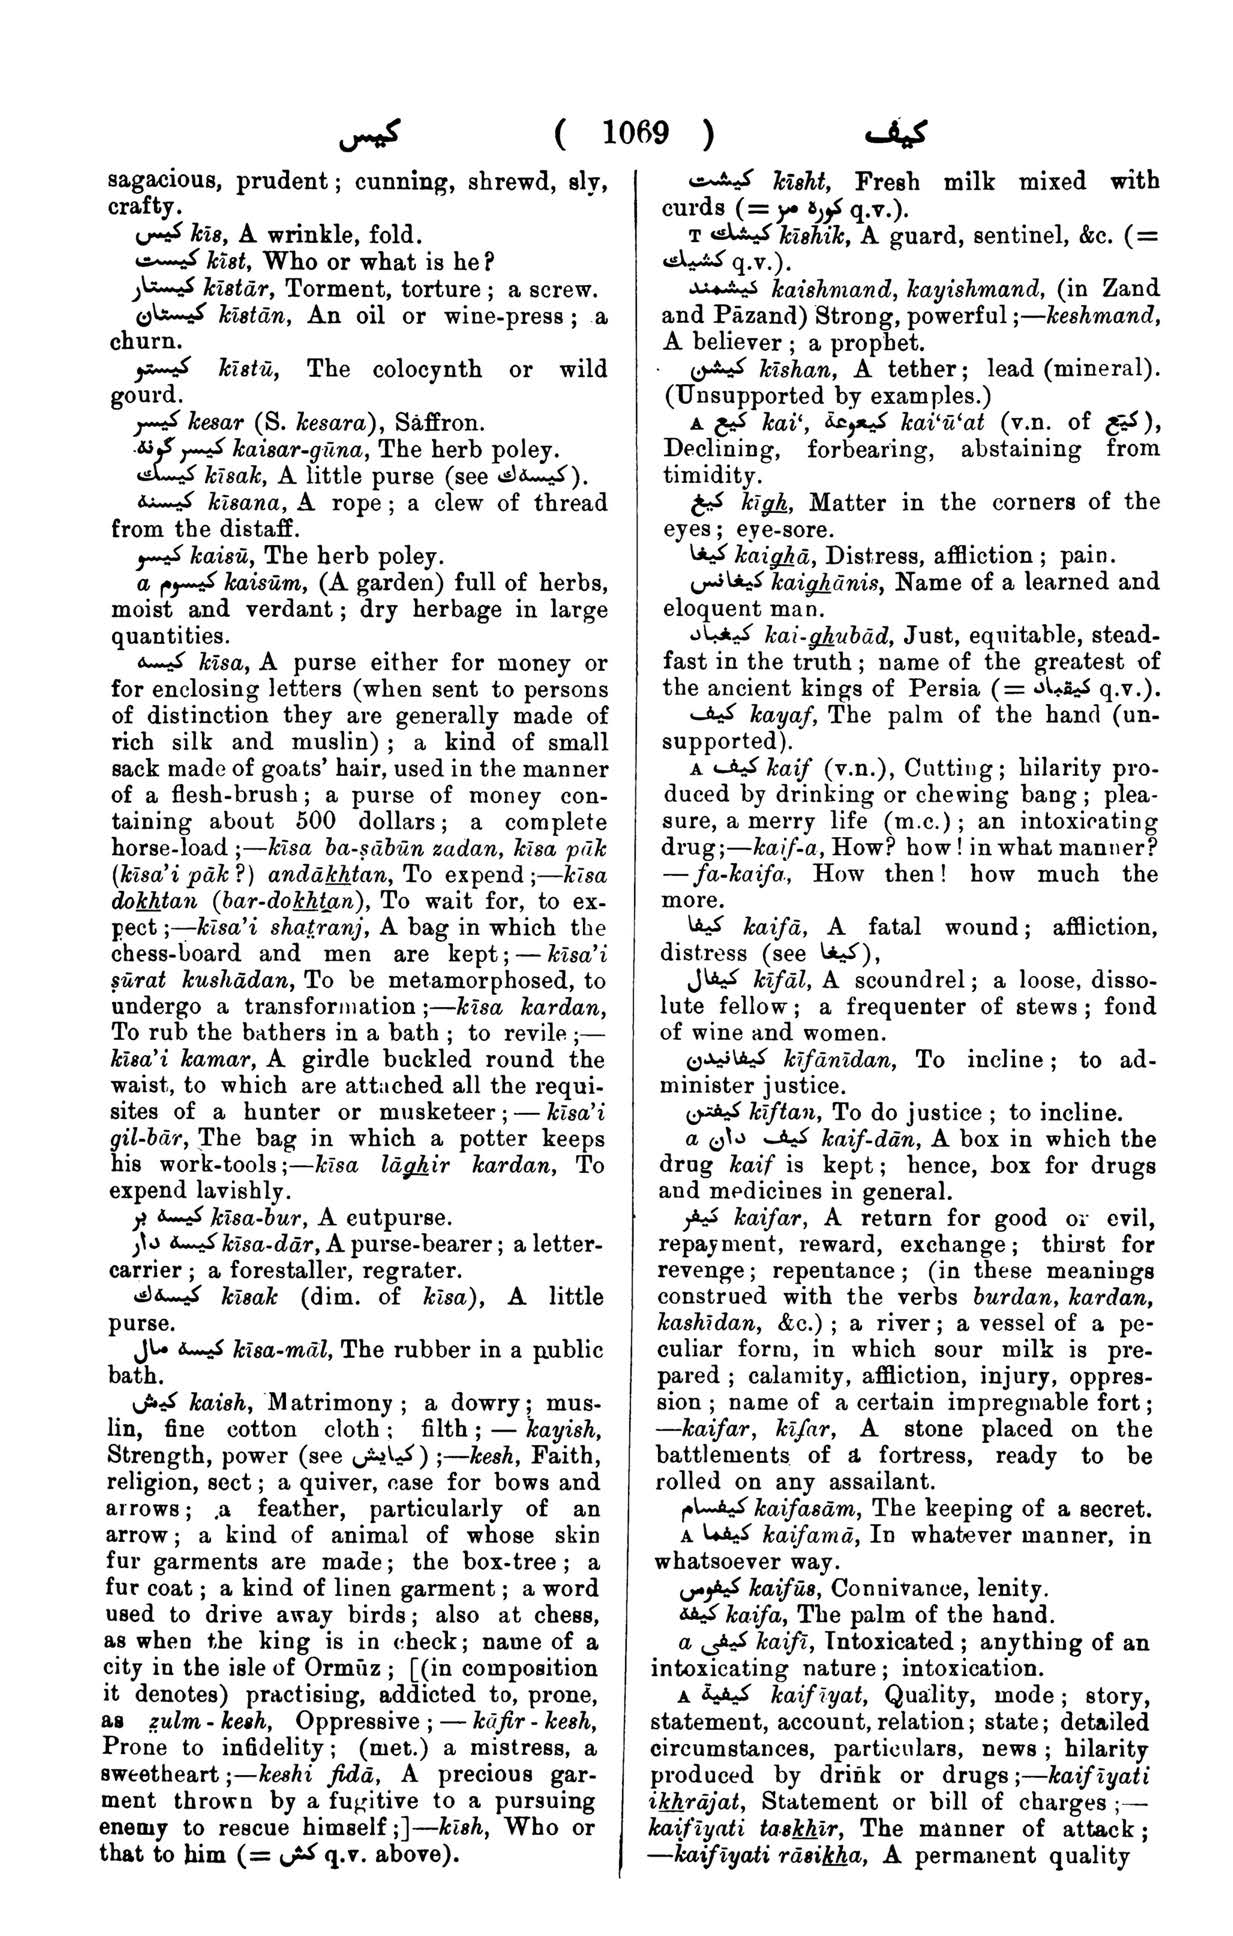 کیس ( 1069 ) کیف
sagacious, prudent; cunning, shrewd, sly,
crafty.
کیس kīs, A wrinkle, fold.
کیست kīst, Who or what is he?
کیستار kīstār, Torment, torture; a screw.
کیستان kīstān, An oil or wine-press; a
churn.
کیستو kīstū, The colocynth or wild
gourd.
کیسر kesar (S. kesara), Saffron.
کیسر گونه kaisar-gūna, The herb poley.
کیسك kīsak, A little purse (see کیسه‌ك).
کیسنه kīsana, A rope; a clew of thread
from the distaff.
کیسو kaisū, The herb poley.
a کیسوم kaisūm, (A garden) full of herbs,
moist and verdant; dry herbage in large
quantities.
کیسه kīsa, A purse either for money or
for enclosing letters (when sent to persons
of distinction they are generally made of
rich silk and muslin); a kind of small
sack made of goats' hair, used in the manner
of a flesh-brush; a purse of money con-
taining about 500 dollars; a complete
horse-load;—kīsa ba-ṣābūn zadan, kīsa pāk
(kīsa'i pāk?) andākhtan, To expend;—kīsa
dokhtan (bar-dokhtan), To wait for, to ex-
pect;—kīsa'i shaṭranj, A bag in which the
chess-board and men are kept;—kīsa'i
ṣūrat kushādan, To be metamorphosed, to
undergo a transformation;—kīsa kardan,
To rub the bathers in a bath; to revile;—
kīsa'i kamar, A girdle buckled round the
waist, to which are attached all the requi-
sites of a hunter or musketeer;—kīsa'i
gil-bār, The bag in which a potter keeps
his work-tools;—kīsa lāghir kardan, To
expend lavishly.
کیسه بر kīsa-bur, A cutpurse.
کیسه دار kīsa-dār, A purse-bearer; a letter-
carrier; a forestaller, regrater.
کیسه‌ك kīsak (dim. of kīsa), A little
purse.
کیسه مال kīsa-māl, The rubber in a public
bath.
کیش kaish, Matrimony; a dowry; mus-
lin, fine cotton cloth; filth;—kayish,
Strength, power (see کیایش);—kesh, Faith,
religion, sect; a quiver, case for bows and
arrows; a feather, particularly of an
arrow; a kind of animal of whose skin
fur garments are made; the box-tree; a
fur coat; a kind of linen garment; a word
used to drive away birds; also at chess,
as when the king is in check; name of a
city in the isle of Ormūz; [(in composition
it denotes) practising, addicted to, prone,
as z̤ulm-kesh, Oppressive;—kāfir-kesh,
Prone to infidelity; (met.) a mistress, a
sweetheart;—keshi fidā, A precious gar-
ment thrown by a fugitive to a pursuing
enemy to rescue himself;]—kīsh, Who or
that to him (= کش q.v. above).
کیشت kīsht, Fresh milk mixed with
curds (= کوره مز q.v.).
T کیشك kīshik, A guard, sentinel, &c. (=
کشیك q.v.).
کیشمند kaishmand, kayishmand, (in Zand
and Pāzand) Strong, powerful;—keshmand,
A believer; a prophet.
کیشن kīshan, A tether; lead (mineral).
(Unsupported by examples.)
A کیع kai‘, کیعوعة kai‘ū‘at (v.n. of کیّع),
Declining, forbearing, abstaining from
timidity.
کیغ kīgh, Matter in the corners of the
eyes; eye-sore.
کیغا kaighā, Distress, affliction; pain.
کیغانس kaighānis, Name of a learned and
eloquent man.
کیغباد kai-ghubād, Just, equitable, stead-
fast in the truth; name of the greatest of
the ancient kings of Persia (= کیقباد q.v.).
کیف kayaf, The palm of the hand (un-
supported).
A کیف kaif (v.n.), Cutting; hilarity pro-
duced by drinking or chewing bang; plea-
sure, a merry life (m.c.); an intoxicating
drug;—kaif-a, How? how! in what manner?
—fa-kaifa, How then! how much the
more.
کیفا kaifā, A fatal wound; affliction,
distress (see کیغا),
کیفال kīfāl, A scoundrel; a loose, disso-
lute fellow; a frequenter of stews; fond
of wine and women.
کیفانیدن kīfānīdan, To incline; to ad-
minister justice.
کیفتن kīftan, To do justice; to incline.
a کیف دان kaif-dān, A box in which the
drug kaif is kept; hence, box for drugs
and medicines in general.
کیفر kaifar, A return for good or evil,
repayment, reward, exchange; thirst for
revenge; repentance; (in these meanings
construed with the verbs burdan, kardan,
kashīdan, &c.); a river; a vessel of a pe-
culiar form, in which sour milk is pre-
pared; calamity, affliction, injury, oppres-
sion; name of a certain impregnable fort;
—kaifar, kīfar, A stone placed on the
battlements of a fortress, ready to be
rolled on any assailant.
کیفسام kaifasām, The keeping of a secret.
A کیفما kaifamā, In whatever manner, in
whatsoever way.
کیفوس kaifūs, Connivance, lenity.
کیفه kaifa, The palm of the hand.
a کیفی kaifī, Intoxicated; anything of an
intoxicating nature; intoxication.
A کیفیة kaifīyat, Quality, mode; story,
statement, account, relation; state; detailed
circumstances, particulars, news; hilarity
produced by drink or drugs;—kaifīyati
ikhrājat, Statement or bill of charges;—
kaifīyati taskhīr, The manner of attack;
—kaifīyati rāsikha, A permanent quality